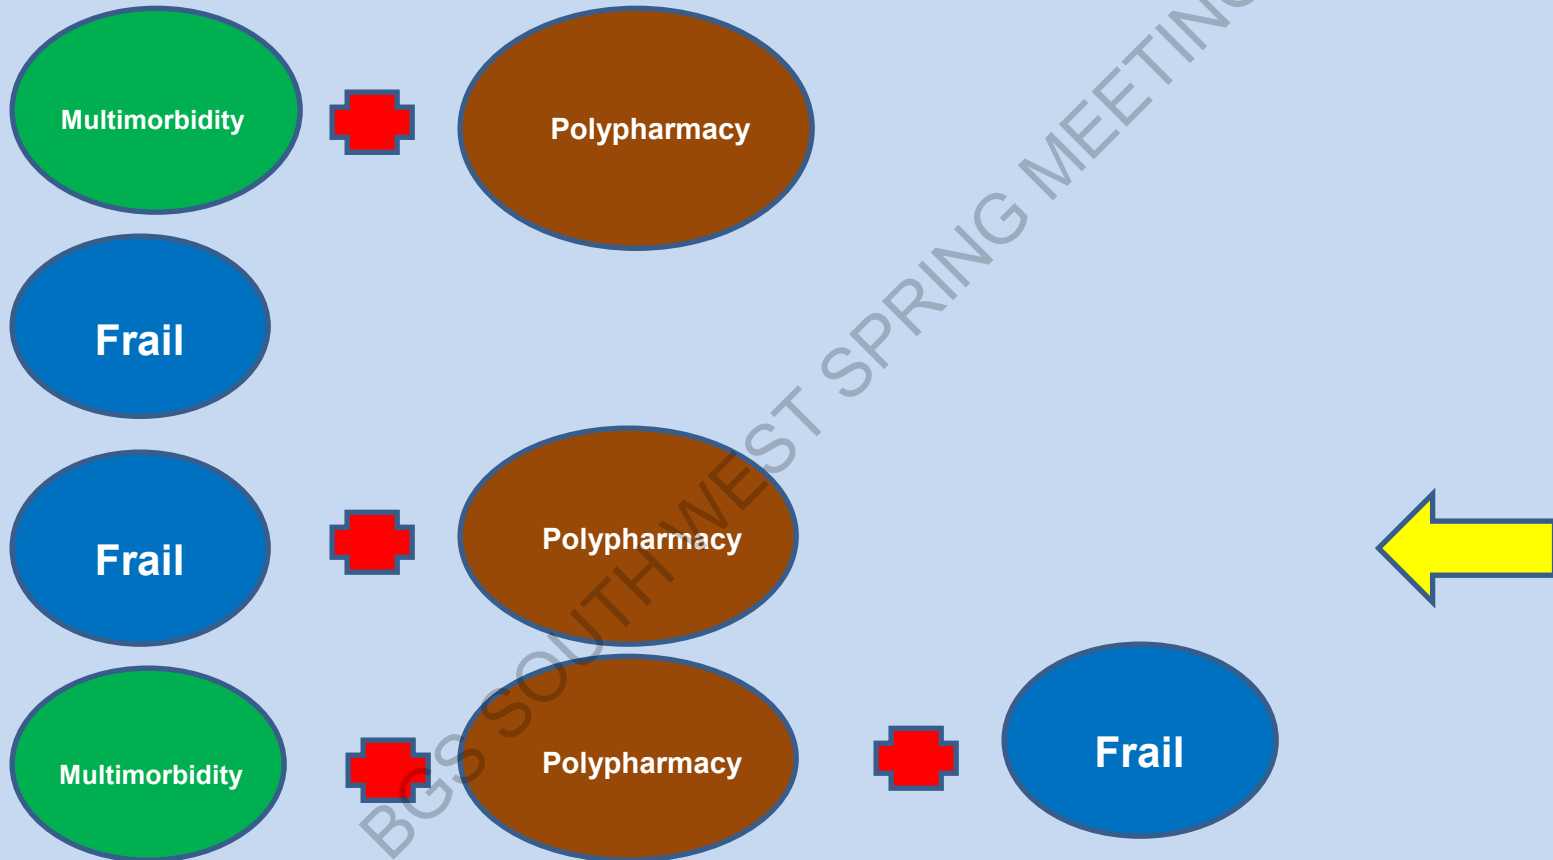 Multimorbidity
Polypharmacy
Frail
Frail
Polypharmacy
Multimorbidity
Polypharmacy
Frail
BGS SOUTH WEST SPRING MEETING